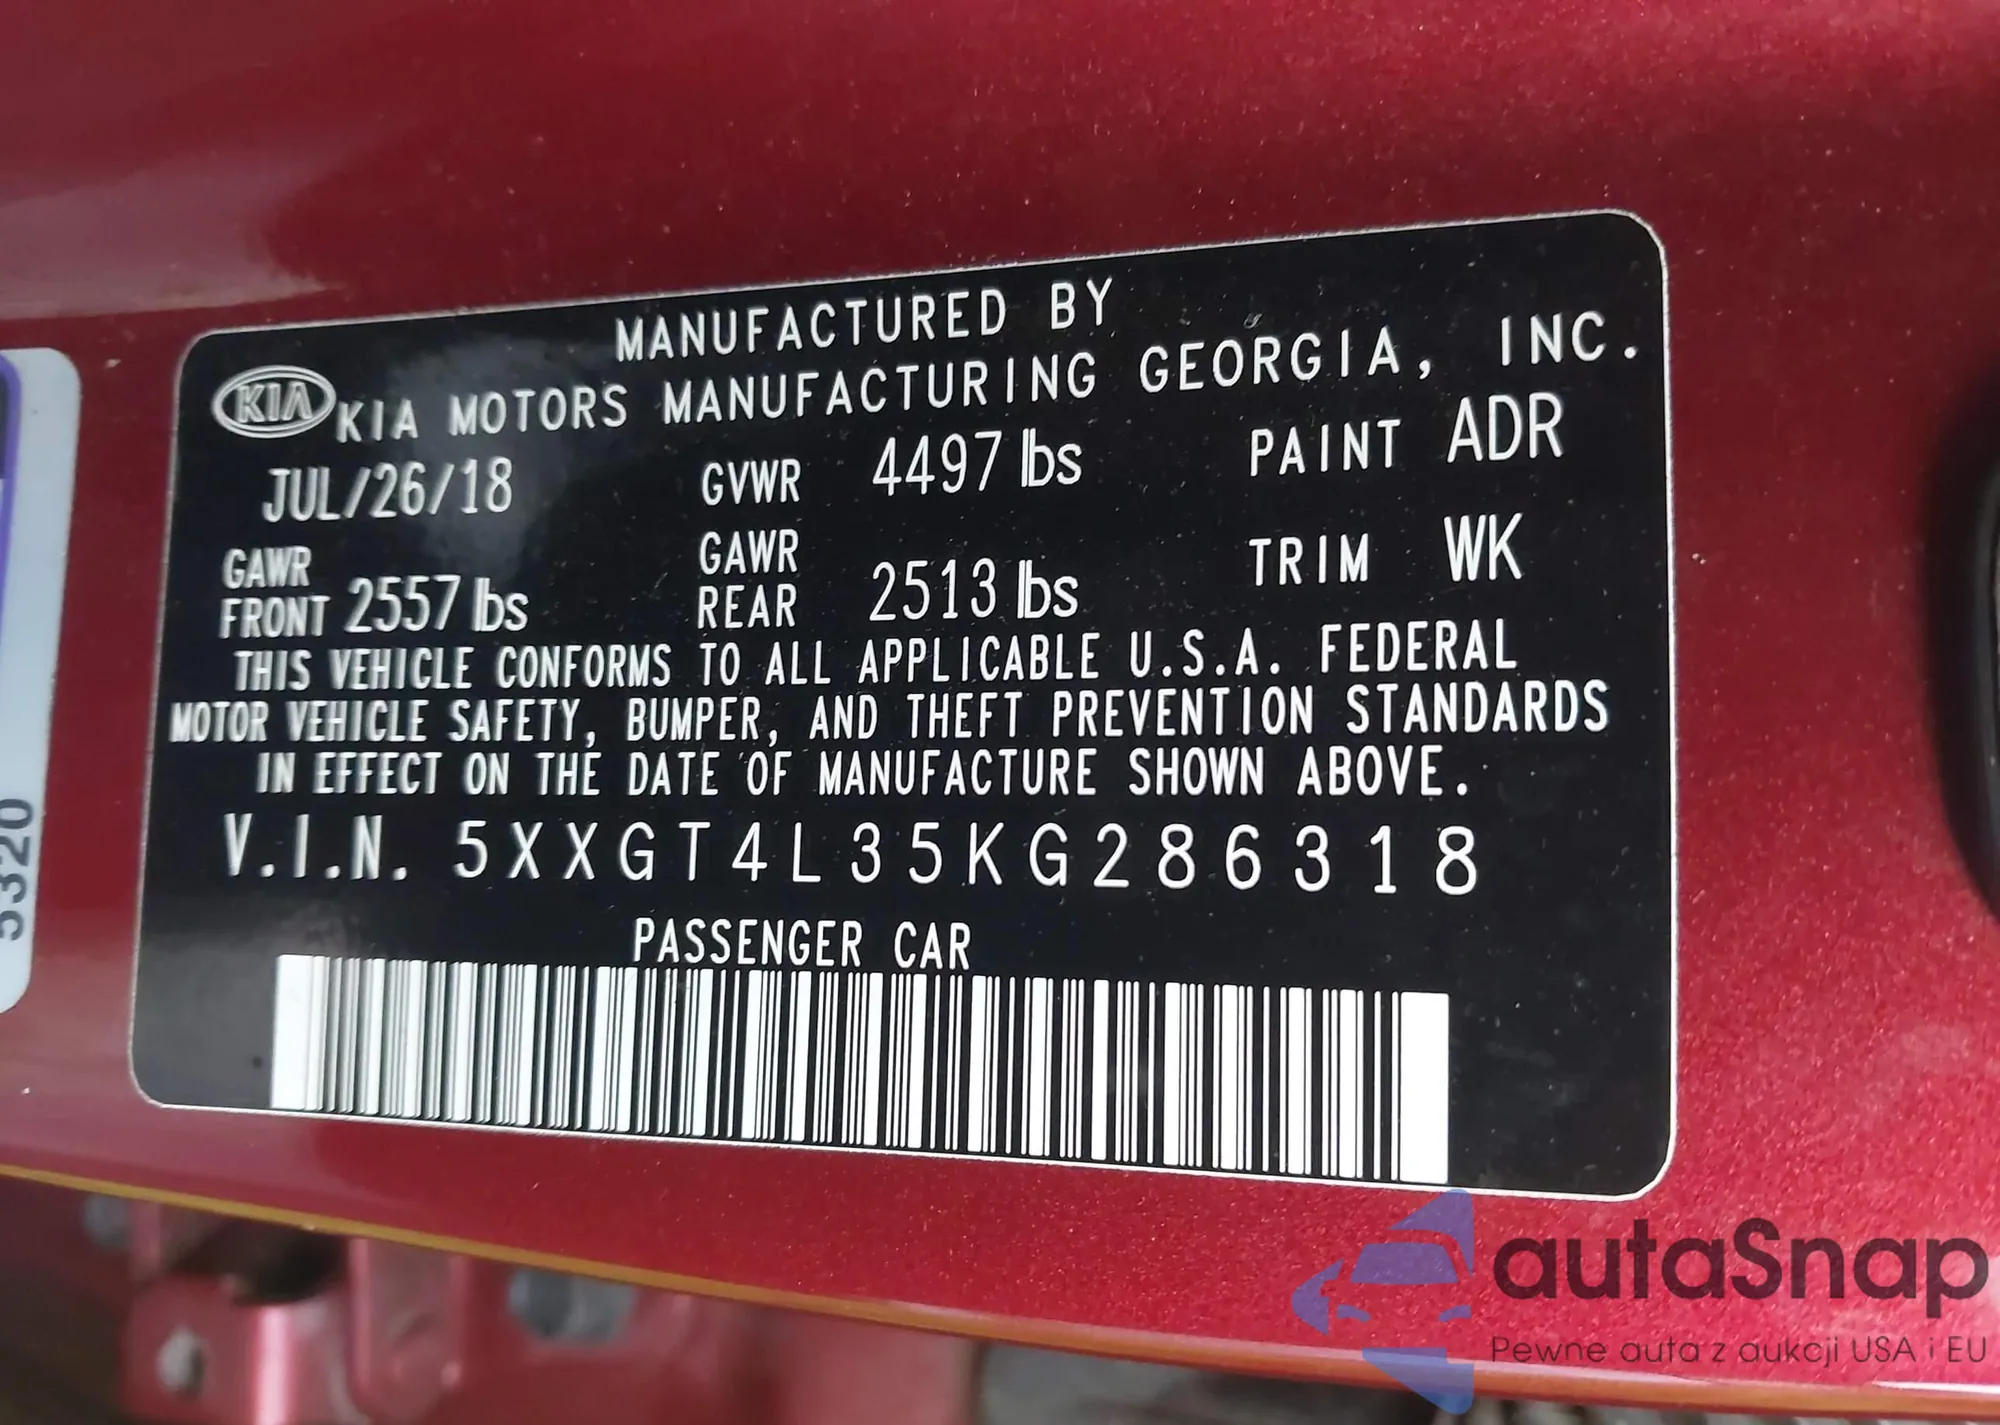 MANUFACTURED BY
KIA KIA MOTORS MANUFACTURING GEORGIA, INC.
JUL/26/18 GVWR 4497 lbs PAINT ADR
GAWR FRONT 2557 lbs GAWR REAR 2513 lbs TRIM WK
THIS VEHICLE CONFORMS TO ALL APPLICABLE U.S.A. FEDERAL
MOTOR VEHICLE SAFETY, BUMPER, AND THEFT PREVENTION STANDARDS
IN EFFECT ON THE DATE OF MANUFACTURE SHOWN ABOVE.
V.I.N. 5XXGT4L35KG286318
PASSENGER CAR
5320
autaSnap
Pewne auta z aukcji USA i EU